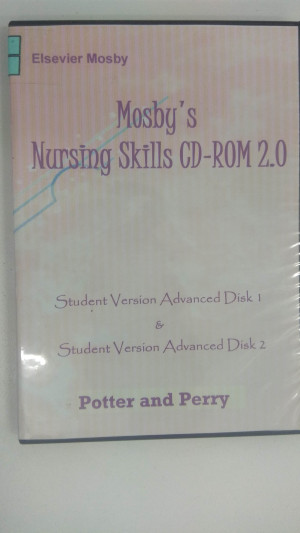 Elsevier Mosby
Mosby's
Nursing Skills CD-ROM 2.0
Student Version Advanced Disk 1
&
Student Version Advanced Disk 2
Potter and Perry